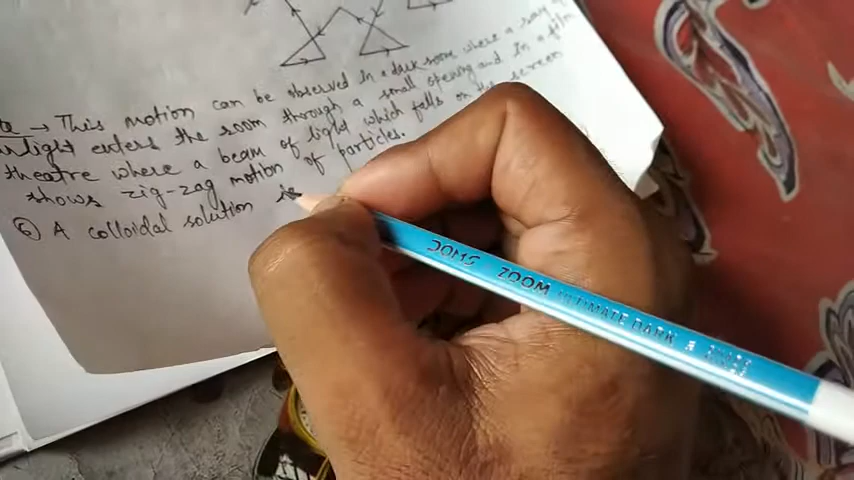 → This motion can be observed in a dark room where a ray of
light enters the room through a small opening and in a film
theatre where a beam of light which falls on the screen
shows zig-zag motion of particles.
⑥ A colloidal solution is
DOMS ZOOM ULTIMATE DARK